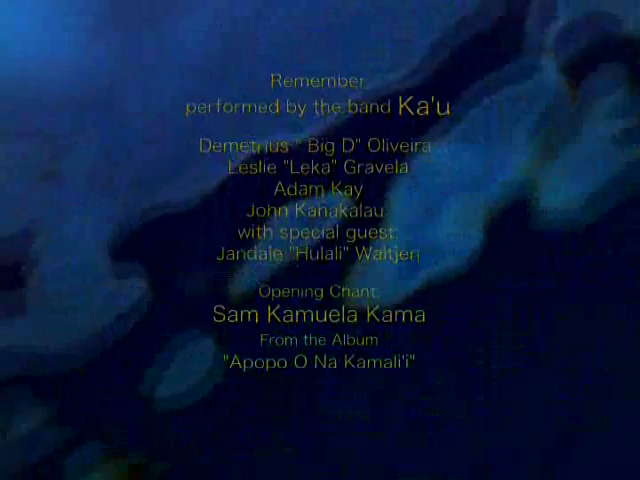 Remember
performed by the band Ka'u
Demetrius " Big D" Oliveira
Leslie "Leka" Gravela
Adam Kay
John Kanakalau
with special guest:
Jandale "Hulali" Waltjen
Opening Chant:
Sam Kamuela Kama
From the Album
"Apopo O Na Kamali'i"